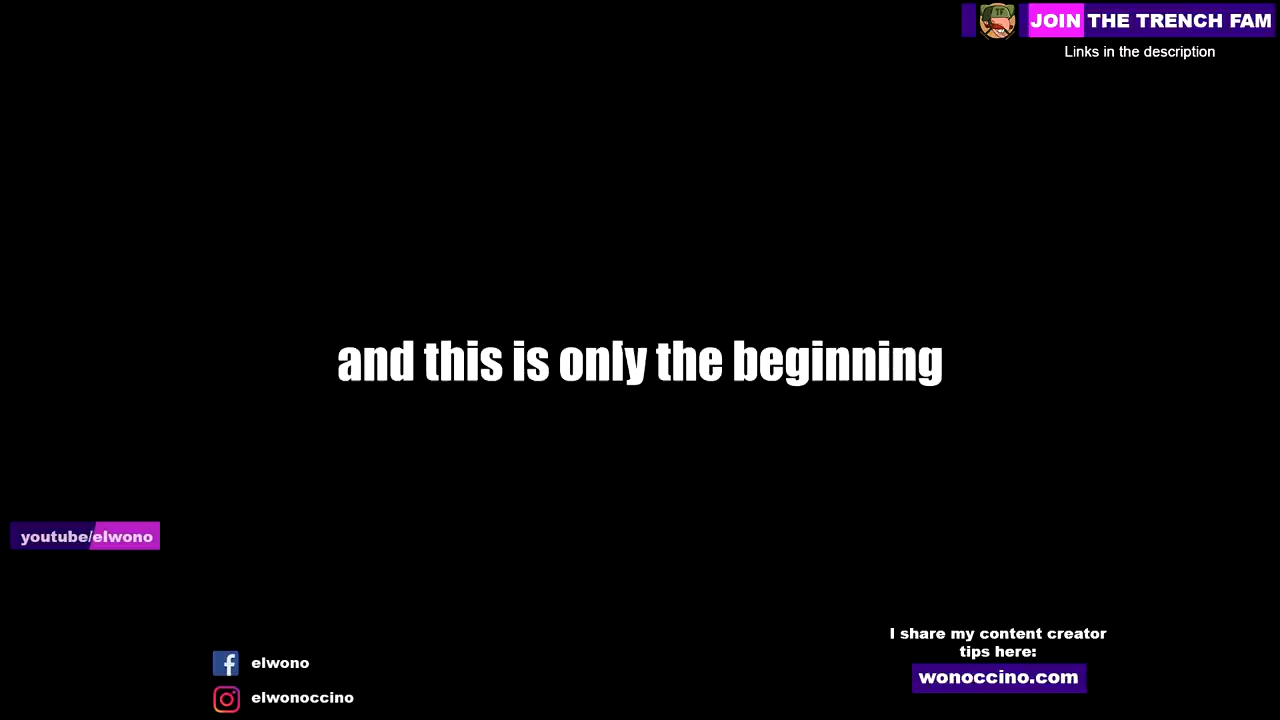 TF
JOIN THE TRENCH FAM
Links in the description
and this is only the beginning
youtube/elwono
elwono
elwonoccino
I share my content creator
tips here:
wonoccino.com